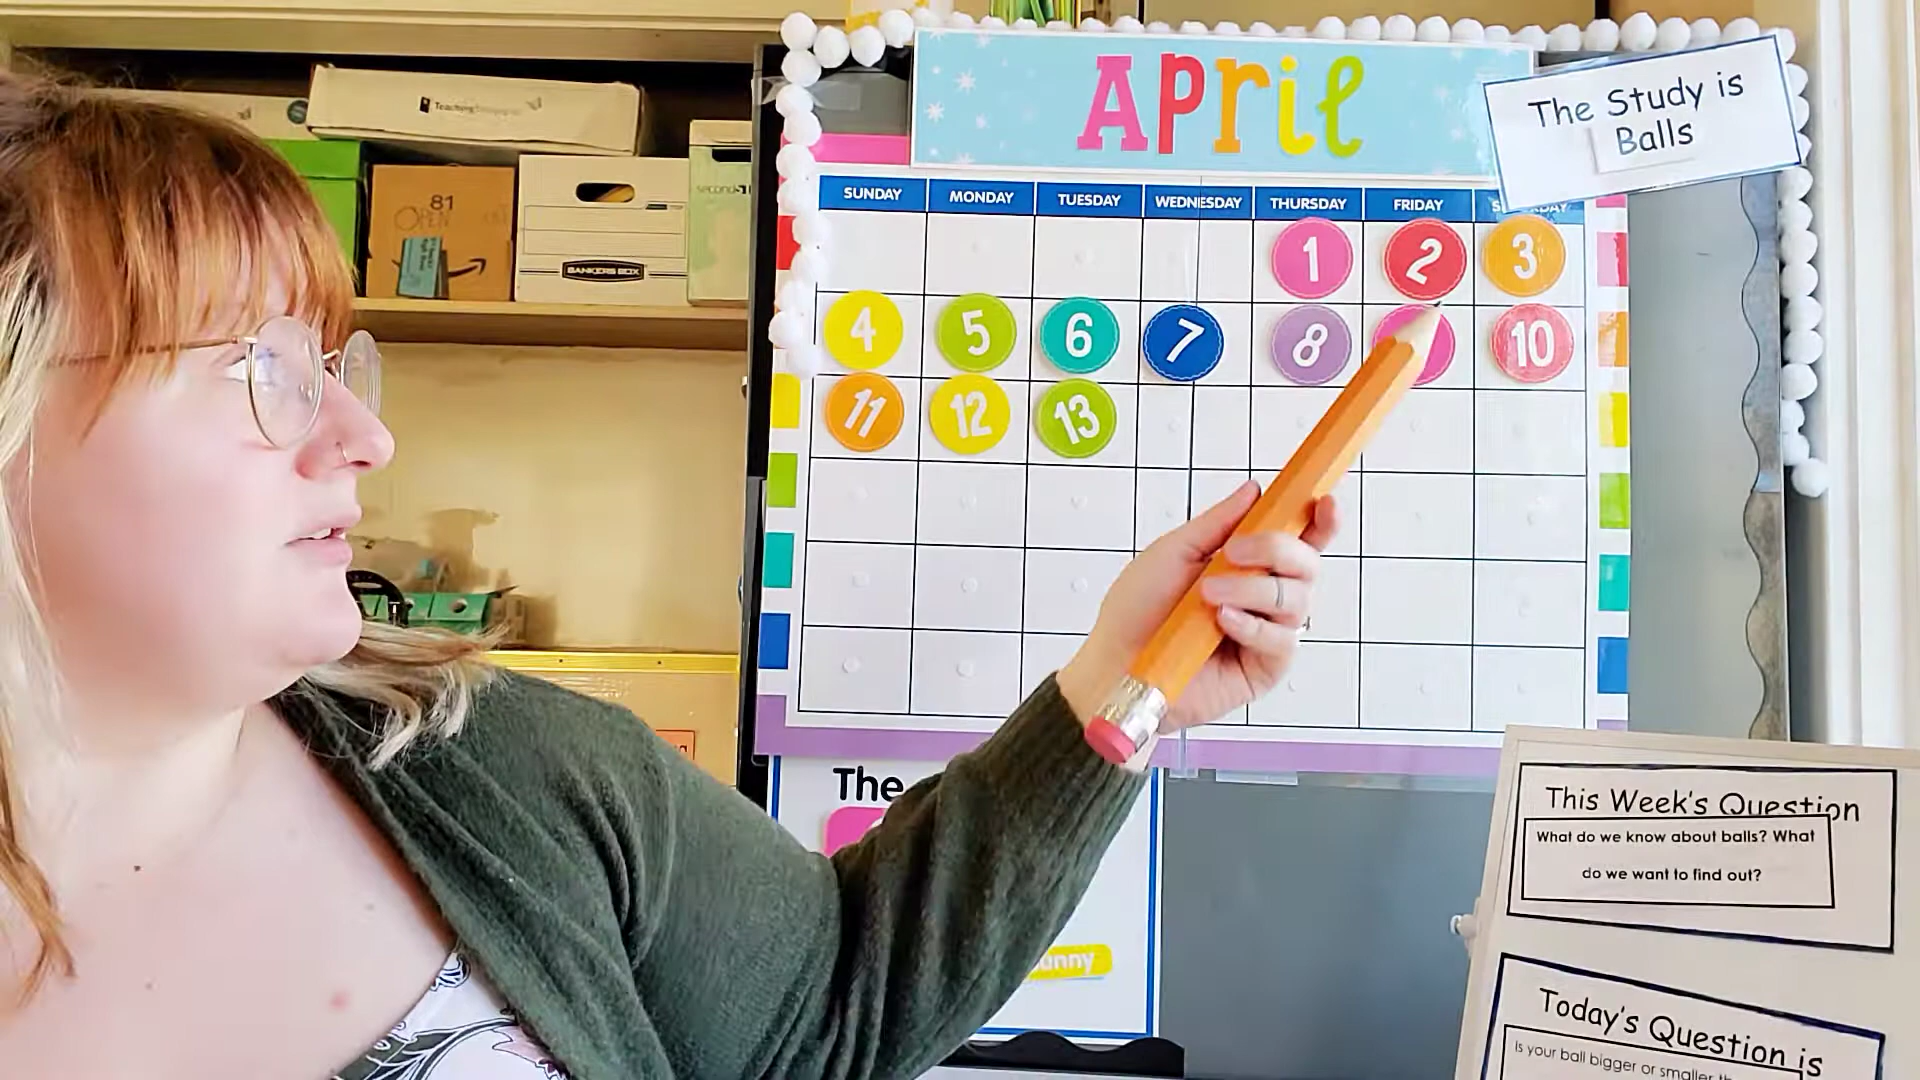 April
The Study is
Balls
SUNDAY MONDAY TUESDAY WEDNESDAY THURSDAY FRIDAY
1 2 3
4 5 6 7 8 10
11 12 13
81
OPEN
BANKERS BOX
The
This Week's Question
What do we know about balls? What
do we want to find out?
Today's Question is
Is your ball bigger or smaller